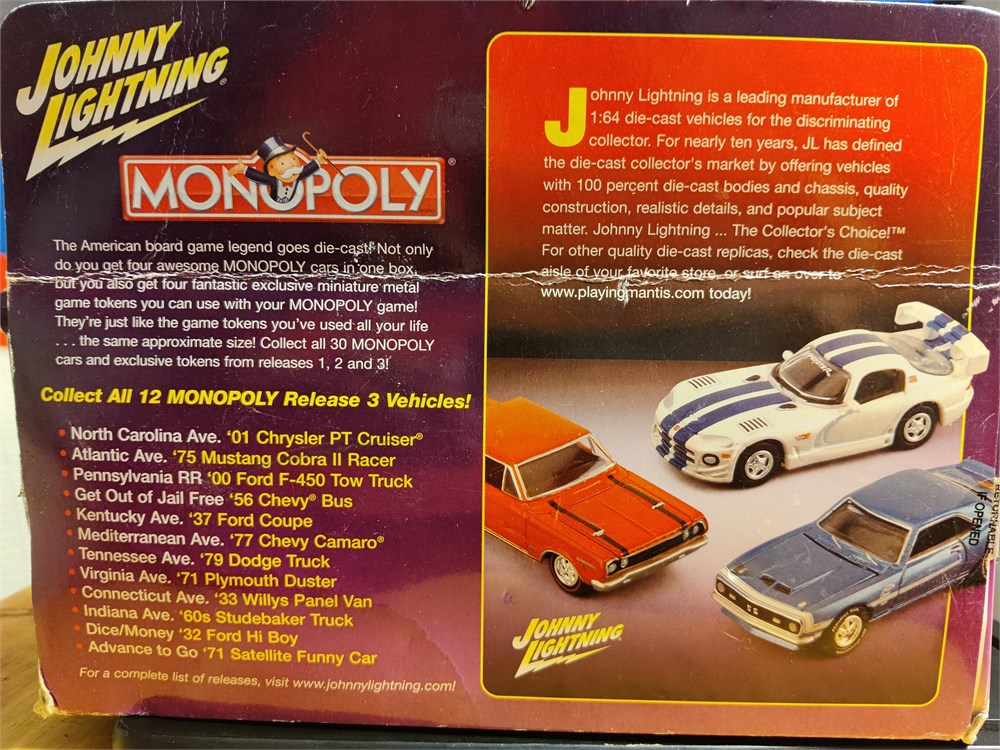 JOHNNY
LIGHTNING®
MONOPOLY®
The American board game legend goes die-cast! Not only
do you get four awesome MONOPOLY cars in one box,
but you also get four fantastic exclusive miniature metal
game tokens you can use with your MONOPOLY game!
They're just like the game tokens you've used all your life
. . . the same approximate size! Collect all 30 MONOPOLY
cars and exclusive tokens from releases 1, 2 and 3!
Collect All 12 MONOPOLY Release 3 Vehicles!
• North Carolina Ave. '01 Chrysler PT Cruiser®
• Atlantic Ave. '75 Mustang Cobra II Racer
• Pennsylvania RR '00 Ford F-450 Tow Truck
• Get Out of Jail Free '56 Chevy® Bus
• Kentucky Ave. '37 Ford Coupe
• Mediterranean Ave. '77 Chevy Camaro®
• Tennessee Ave. '79 Dodge Truck
• Virginia Ave. '71 Plymouth Duster
• Connecticut Ave. '33 Willys Panel Van
• Indiana Ave. '60s Studebaker Truck
• Dice/Money '32 Ford Hi Boy
• Advance to Go '71 Satellite Funny Car
For a complete list of releases, visit www.johnnylightning.com!
Johnny Lightning is a leading manufacturer of
1:64 die-cast vehicles for the discriminating
collector. For nearly ten years, JL has defined
the die-cast collector's market by offering vehicles
with 100 percent die-cast bodies and chassis, quality
construction, realistic details, and popular subject
matter. Johnny Lightning ... The Collector's Choice!™
For other quality die-cast replicas, check the die-cast
aisle of your favorite store, or surf on over to
www.playingmantis.com today!
JOHNNY
LIGHTNING
IF OPENED